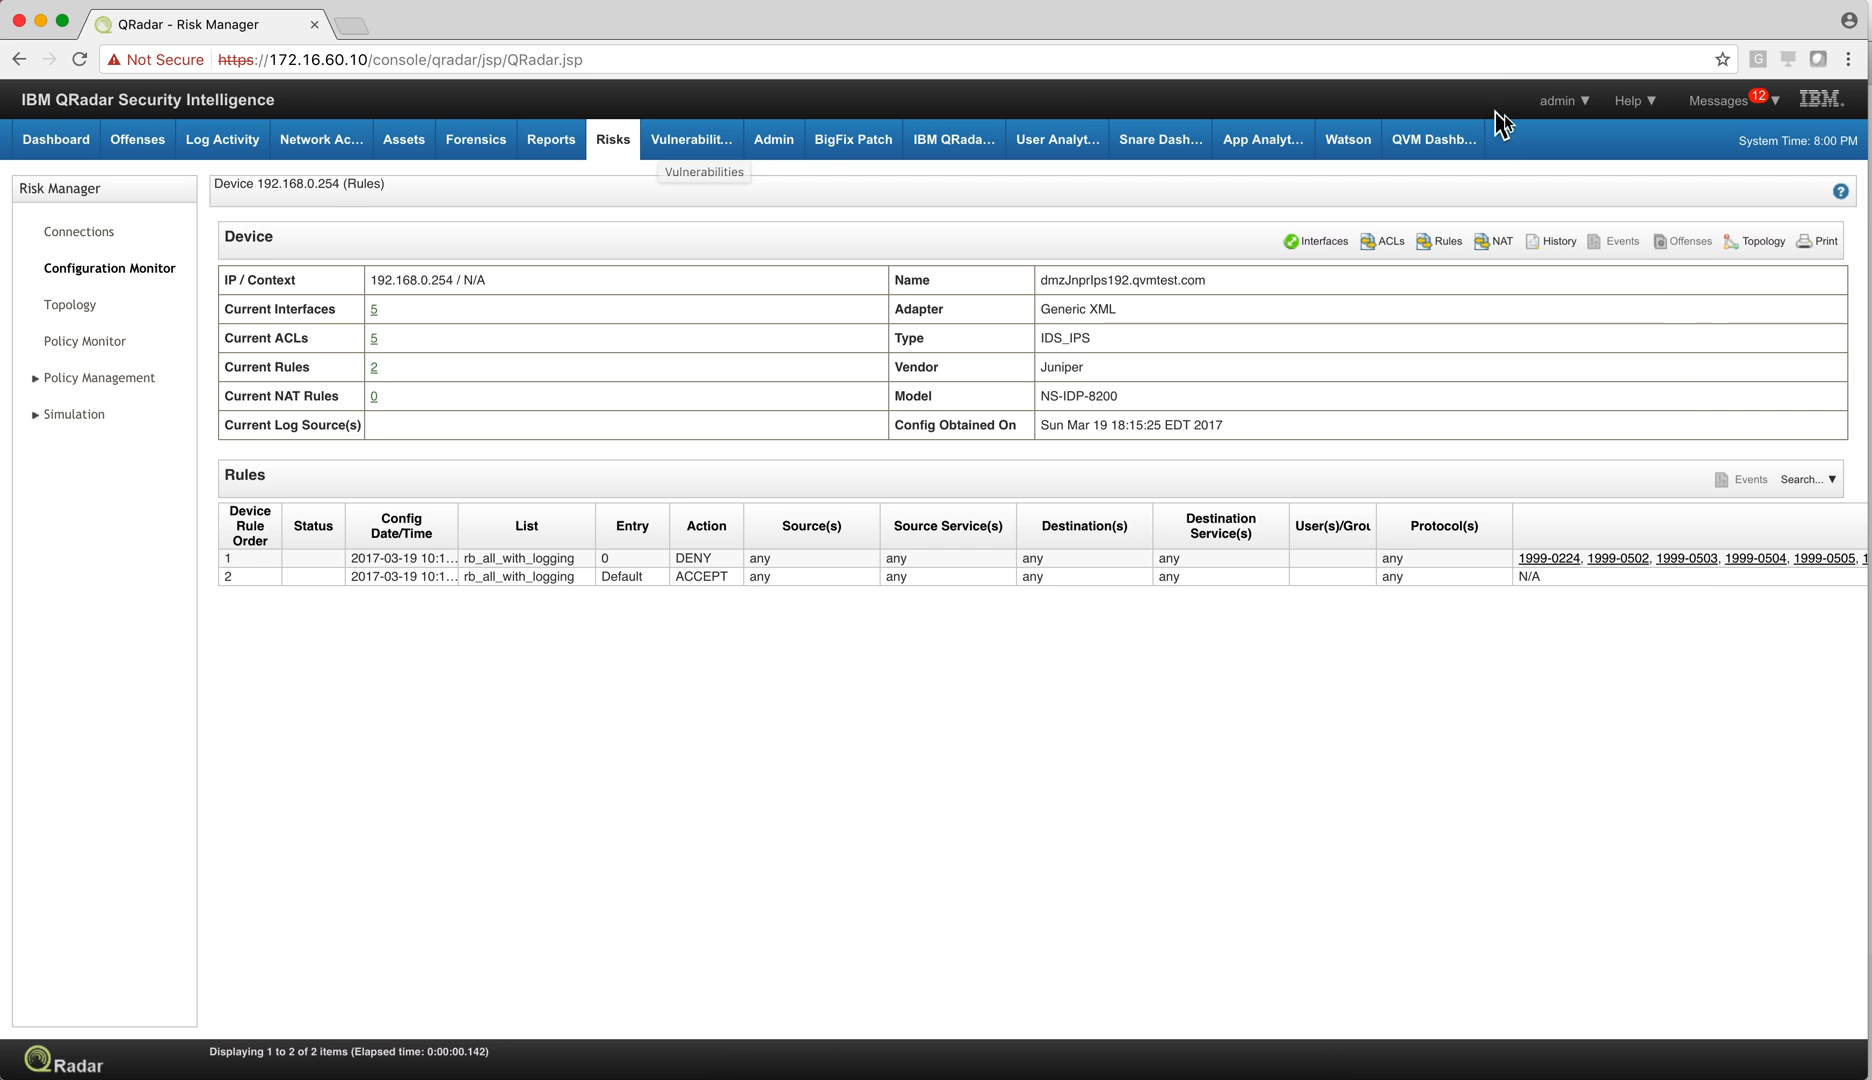 QRadar - Risk Manager
Not Secure https://172.16.60.10/console/qradar/jsp/QRadar.jsp
IBM QRadar Security Intelligence
admin ▼ Help ▼ Messages 12 ▼ IBM.
Dashboard Offenses Log Activity Network Ac... Assets Forensics Reports Risks Vulnerabilit... Admin BigFix Patch IBM QRada... User Analyt... Snare Dash... App Analyt... Watson QVM Dashb... System Time: 8:00 PM
Vulnerabilities
Risk Manager
Connections
Configuration Monitor
Topology
Policy Monitor
▶ Policy Management
▶ Simulation
Device 192.168.0.254 (Rules)
Device
Interfaces ACLs Rules NAT History Events Offenses Topology Print
IP / Context 192.168.0.254 / N/A Name dmzJnprIps192.qvmtest.com
Current Interfaces 5 Adapter Generic XML
Current ACLs 5 Type IDS_IPS
Current Rules 2 Vendor Juniper
Current NAT Rules 0 Model NS-IDP-8200
Current Log Source(s) Config Obtained On Sun Mar 19 18:15:25 EDT 2017
Rules
Events Search... ▼
Device Rule Order Status Config Date/Time List Entry Action Source(s) Source Service(s) Destination(s) Destination Service(s) User(s)/Grou Protocol(s)
1 2017-03-19 10:1... rb_all_with_logging 0 DENY any any any any any 1999-0224, 1999-0502, 1999-0503, 1999-0504, 1999-0505, 1
2 2017-03-19 10:1... rb_all_with_logging Default ACCEPT any any any any any N/A
QRadar
Displaying 1 to 2 of 2 items (Elapsed time: 0:00:00.142)